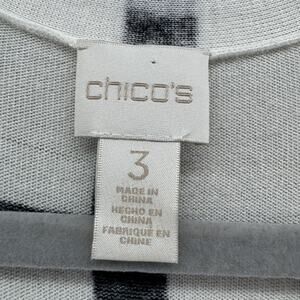 chico's
3
MADE IN
CHINA
HECHO EN
CHINA
FABRIQUE EN
CHINE